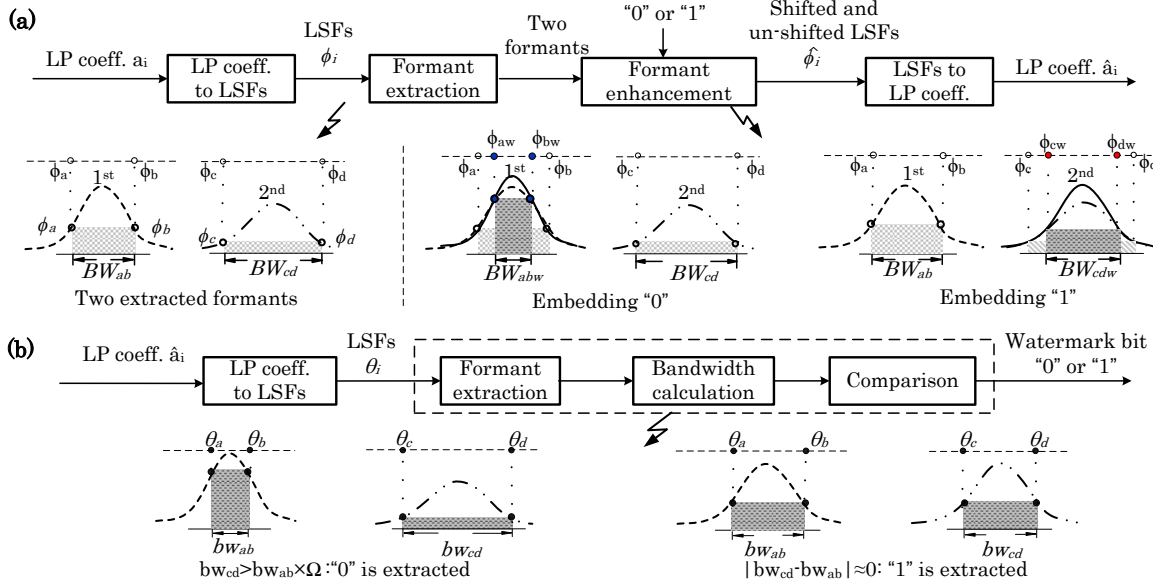 (a)
LP coeff. aᵢ
LP coeff.
to LSFs
LSFs
ϕᵢ
Formant
extraction
Two
formants
“0” or “1”
Formant
enhancement
Shifted and
un-shifted LSFs
ϕ̂ᵢ
LSFs to
LP coeff.
LP coeff. âᵢ
ϕa ϕb ϕc ϕd
1st 2nd
ϕa ϕb ϕc ϕd
BWab BWcd
Two extracted formants
ϕaw ϕbw
ϕa ϕb ϕc ϕd
1st 2nd
BWabw BWcd
Embedding “0”
ϕcw ϕdw
ϕa ϕb ϕc ϕd
1st 2nd
BWab BWcdw
Embedding “1”
(b)
LP coeff. âᵢ
LP coeff.
to LSFs
LSFs
θᵢ
Formant
extraction
Bandwidth
calculation
Comparison
Watermark bit
“0” or “1”
θa θb θc θd
bwab bwcd
bwcd>bwab×Ω:“0” is extracted
θa θb θc θd
bwab bwcd
|bwcd-bwab|≈0: “1” is extracted